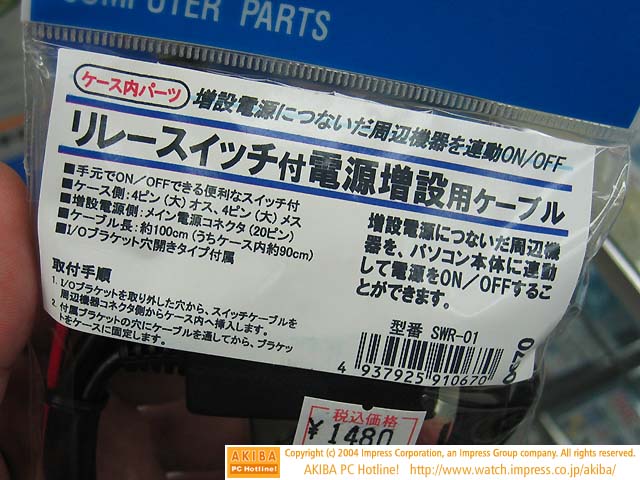 COMPUTER PARTS
ケース内パーツ
増設電源につないだ周辺機器を連動ON/OFF
リレースイッチ付電源増設用ケーブル
■手元でON/OFFできる便利なスイッチ付
■ケース側:4ピン(大)オス、4ピン(大)メス
■増設電源側:メイン電源コネクタ(20ピン)
■ケーブル長:約100cm(うちケース内約90cm)
■I/Oブラケット穴開きタイプ付属
増設電源につないだ周辺機
器を、パソコン本体に連動
して電源をON/OFFするこ
とができます。
取付手順
1. I/Oブラケットを取り外した穴から、スイッチケーブルを
周辺機器コネクタ側からケース内へ挿入します。
2. 付属ブラケットの穴にケーブルを通してから、ブラケッ
トをケースに固定します。
型番 SWR-01
4 937925 910670
税込価格
¥1480
AKIBA
PC Hotline!
Copyright (c) 2004 Impress Corporation, an Impress Group company. All rights reserved.
AKIBA PC Hotline! http://www.watch.impress.co.jp/akiba/